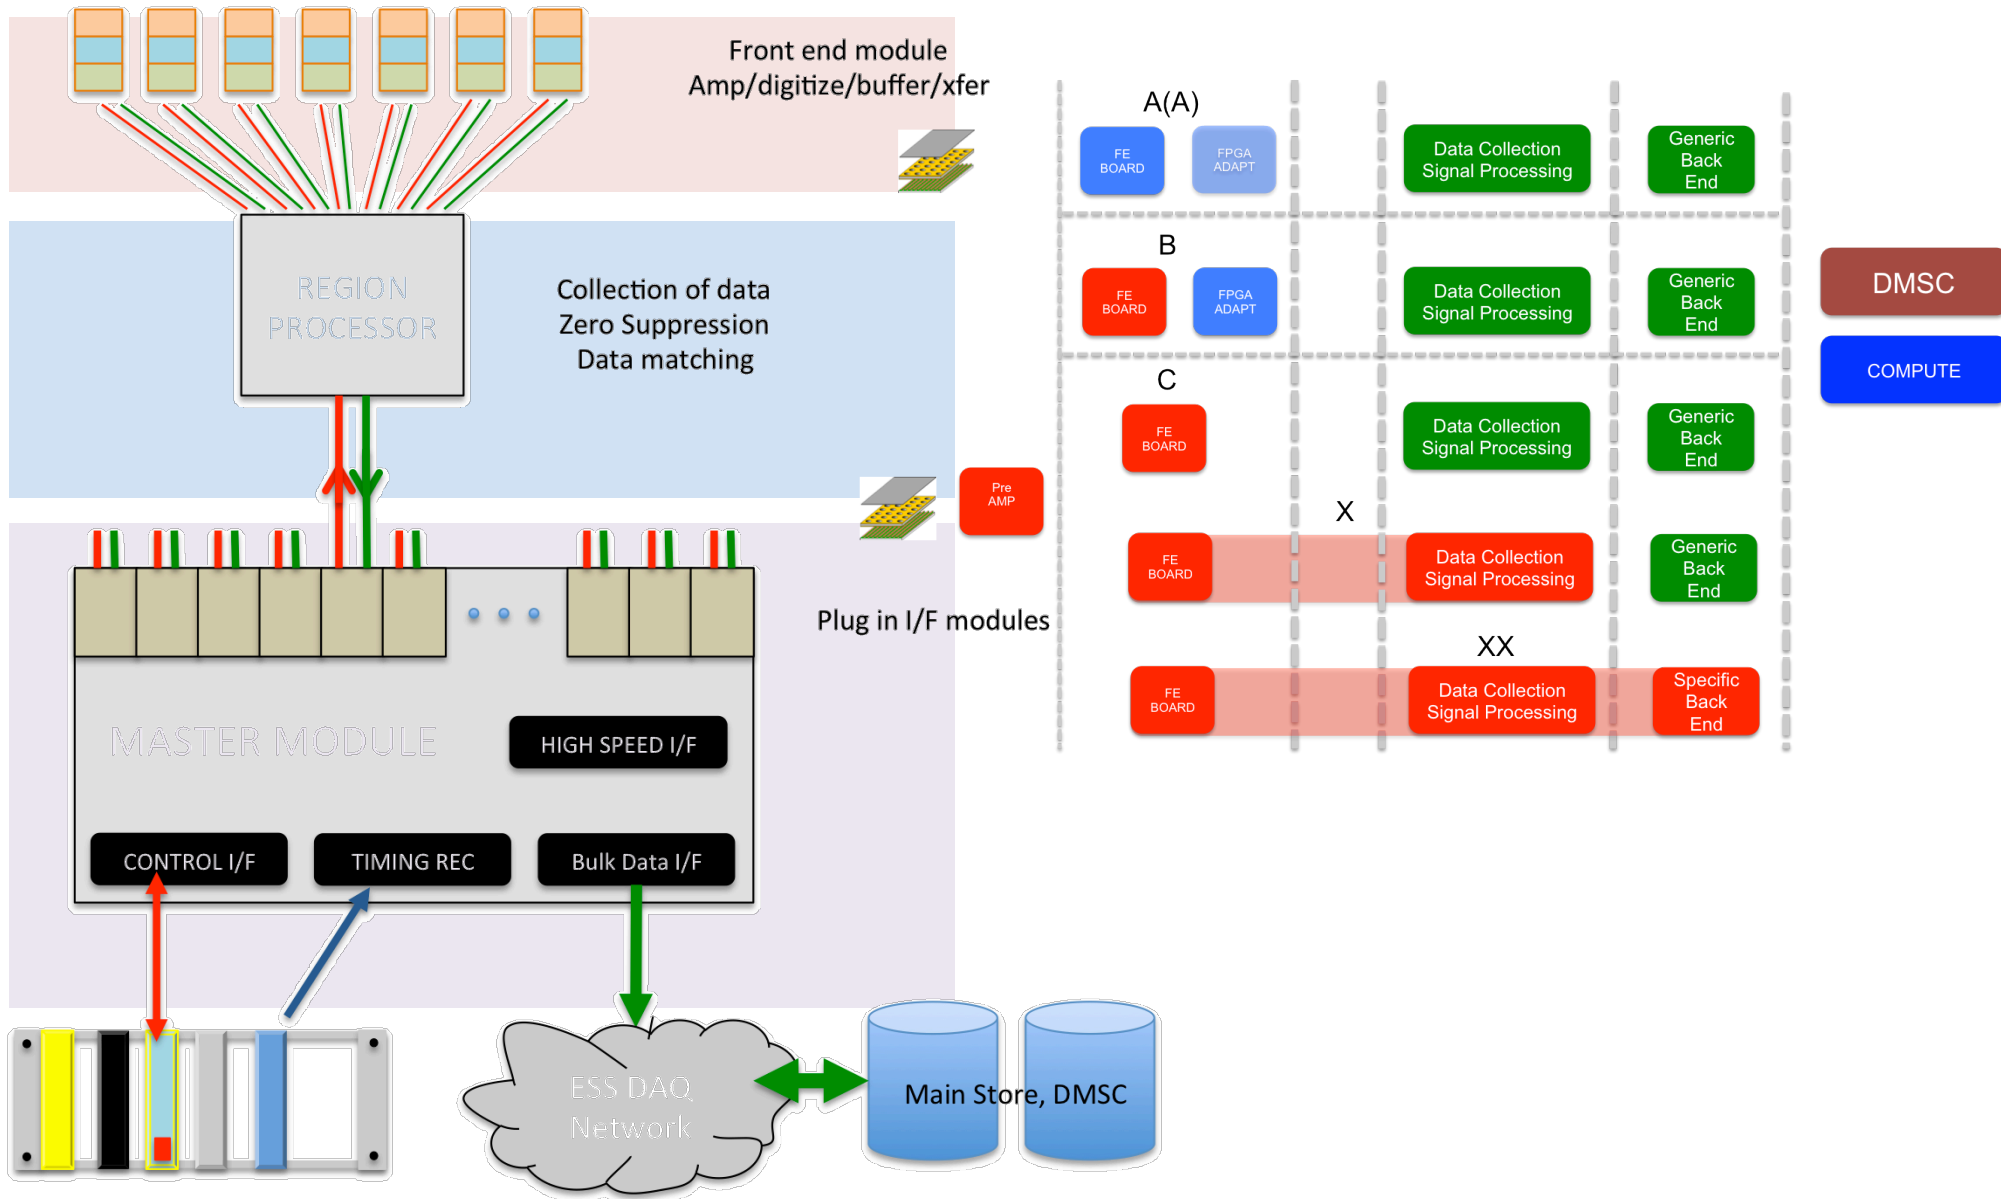 Front end module
Amp/digitize/buffer/xfer
REGION
PROCESSOR
Collection of data
Zero Suppression
Data matching
Pre
AMP
Plug in I/F modules
MASTER MODULE
HIGH SPEED I/F
CONTROL I/F
TIMING REC
Bulk Data I/F
ESS DAQ
Network
Main Store, DMSC
A(A)
FE
BOARD
FPGA
ADAPT
Data Collection
Signal Processing
Generic
Back
End
B
FE
BOARD
FPGA
ADAPT
Data Collection
Signal Processing
Generic
Back
End
C
FE
BOARD
Data Collection
Signal Processing
Generic
Back
End
X
FE
BOARD
Data Collection
Signal Processing
Generic
Back
End
XX
FE
BOARD
Data Collection
Signal Processing
Specific
Back
End
DMSC
COMPUTE